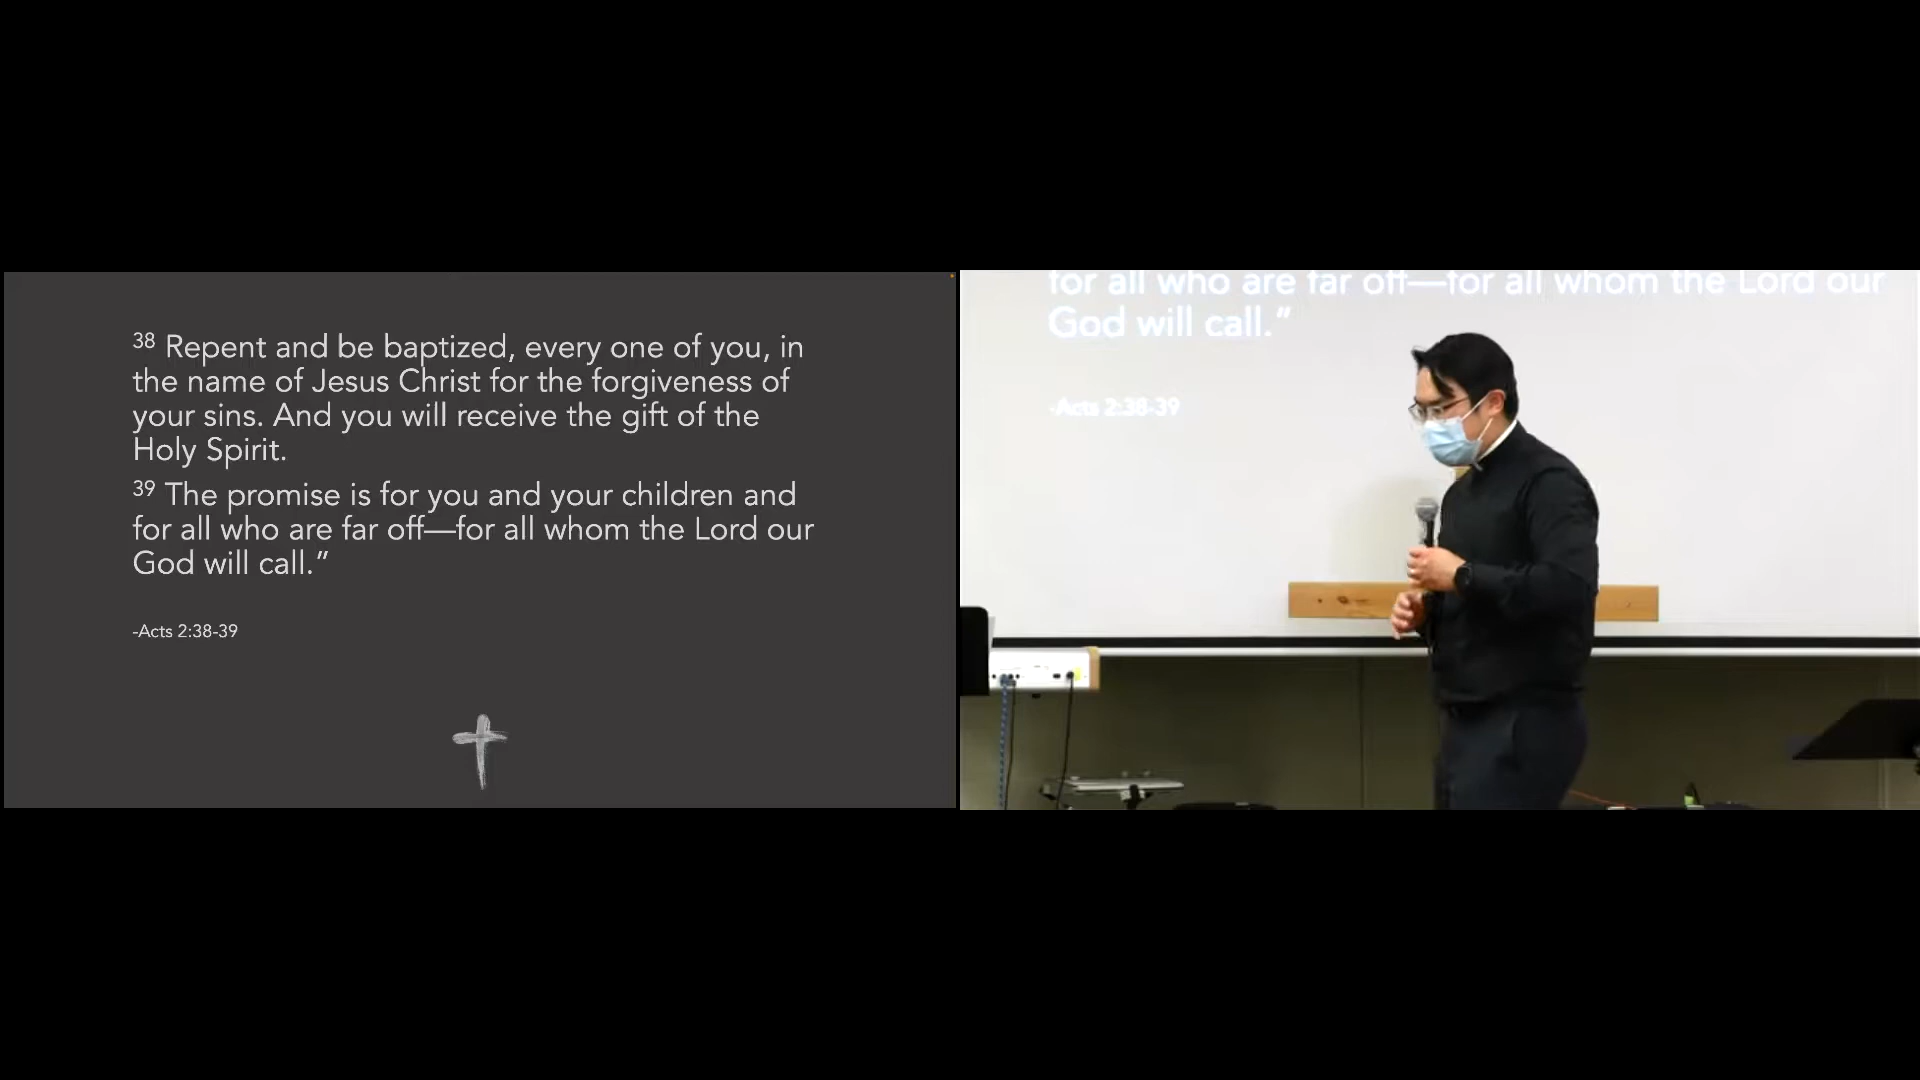 38 Repent and be baptized, every one of you, in
the name of Jesus Christ for the forgiveness of
your sins. And you will receive the gift of the
Holy Spirit.
39 The promise is for you and your children and
for all who are far off—for all whom the Lord our
God will call.”
-Acts 2:38-39
for all who are far off—for all whom the Lord our
God will call.”
-Acts 2:38-39